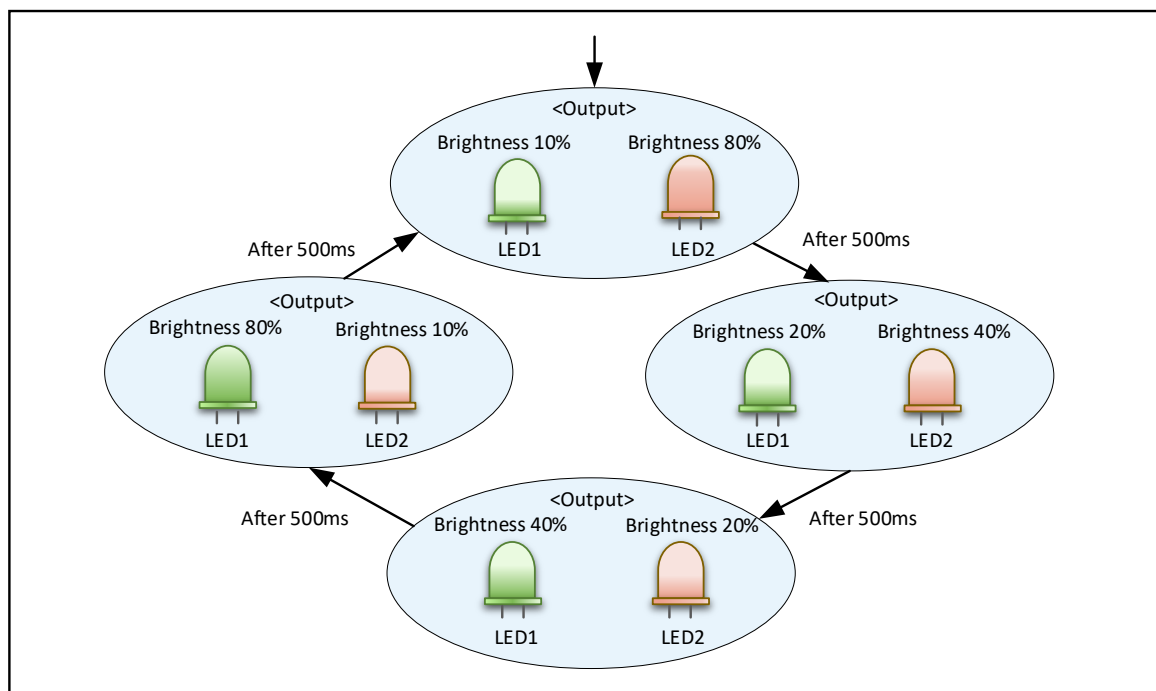 <Output>
Brightness 10%
Brightness 80%
LED1
LED2
After 500ms
After 500ms
<Output>
Brightness 80%
Brightness 10%
LED1
LED2
<Output>
Brightness 20%
Brightness 40%
LED1
LED2
After 500ms
After 500ms
<Output>
Brightness 40%
Brightness 20%
LED1
LED2